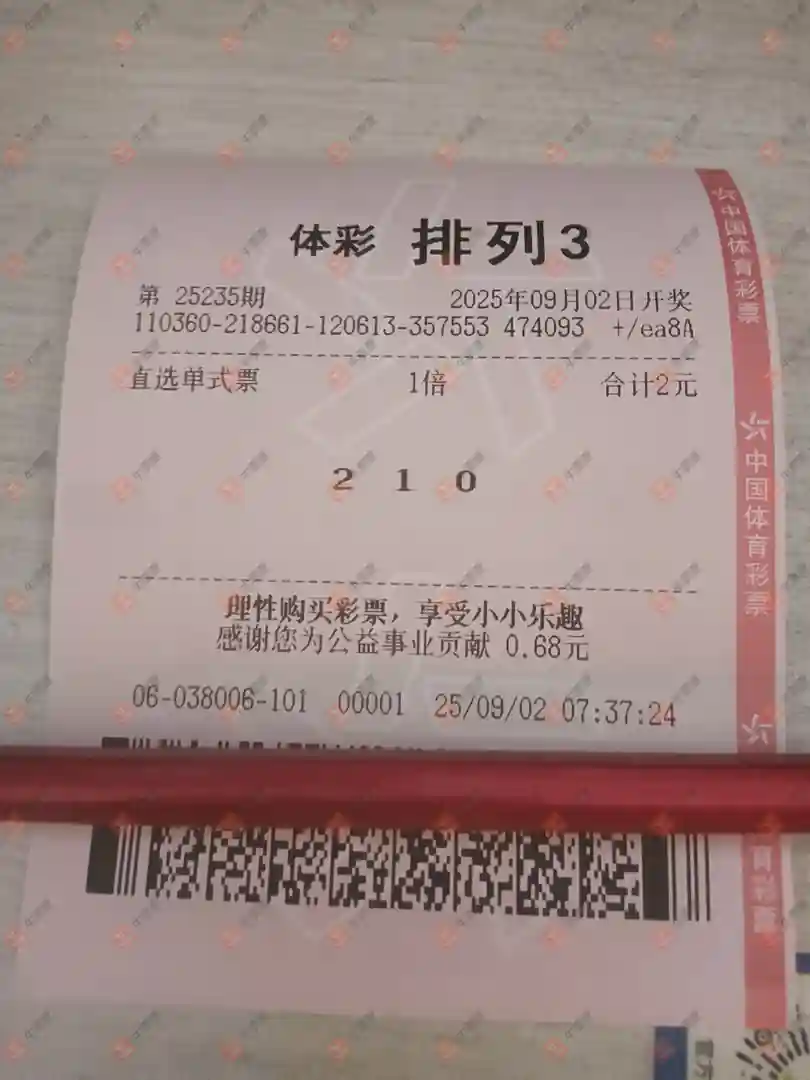 体彩 排列3
第 25235期 2025年09月02日开奖
110360-218661-120613-357553 474093 +/ea8A
直选单式票 1倍 合计2元
2 1 0
理性购买彩票，享受小小乐趣
感谢您为公益事业贡献 0.68元
06-038006-101 00001 25/09/02 07:37:24
中国体育彩票
中国体育彩票
育彩票